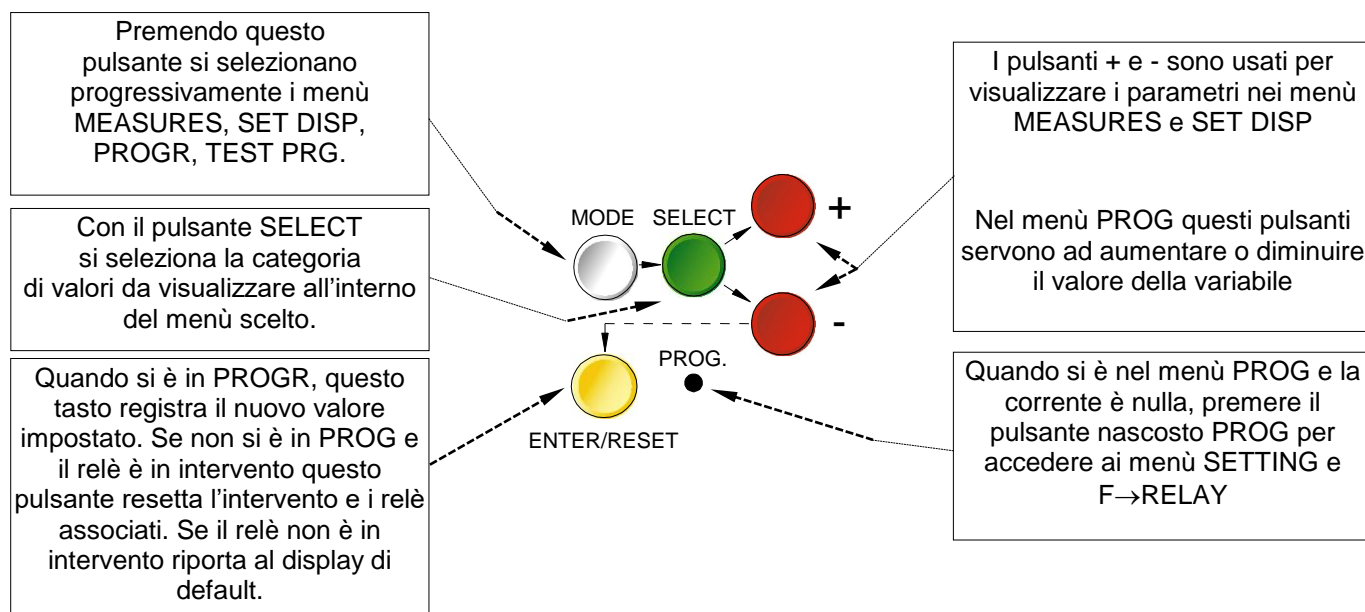 Premendo questo
pulsante si selezionano
progressivamente i menù
MEASURES, SET DISP,
PROGR, TEST PRG.
Con il pulsante SELECT
si seleziona la categoria
di valori da visualizzare all’interno
del menù scelto.
Quando si è in PROGR, questo
tasto registra il nuovo valore
impostato. Se non si è in PROG e
il relè è in intervento questo
pulsante resetta l’intervento e i relè
associati. Se il relè non è in
intervento riporta al display di
default.
MODE
SELECT
+
-
PROG.
ENTER/RESET
I pulsanti + e - sono usati per
visualizzare i parametri nei menù
MEASURES e SET DISP
Nel menù PROG questi pulsanti
servono ad aumentare o diminuire
il valore della variabile
Quando si è nel menù PROG e la
corrente è nulla, premere il
pulsante nascosto PROG per
accedere ai menù SETTING e
F→RELAY